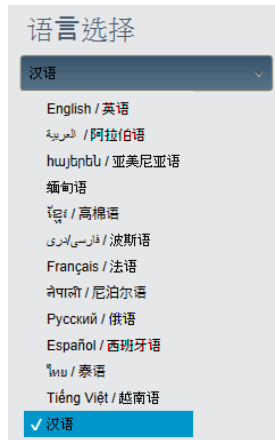 语言选择
汉语
English / 英语
العربية / 阿拉伯语
հայերեն / 亚美尼亚语
缅甸语
ខ្មែរ / 高棉语
فارسی/دری / 波斯语
Français / 法语
नेपाली / 尼泊尔语
Русский / 俄语
Español / 西班牙语
ไทย / 泰语
Tiếng Việt / 越南语
汉语